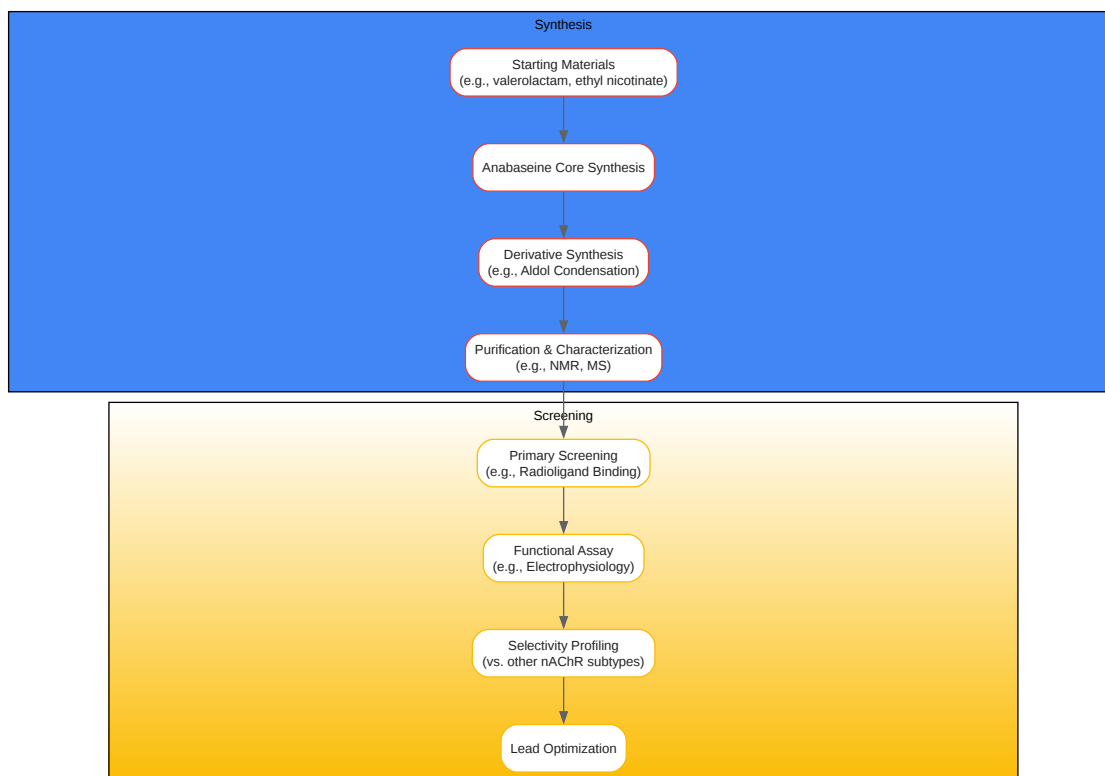 Synthesis
Starting Materials
(e.g., valerolactam, ethyl nicotinate)
Anabaseine Core Synthesis
Derivative Synthesis
(e.g., Aldol Condensation)
Purification & Characterization
(e.g., NMR, MS)
Screening
Primary Screening
(e.g., Radioligand Binding)
Functional Assay
(e.g., Electrophysiology)
Selectivity Profiling
(vs. other nAChR subtypes)
Lead Optimization